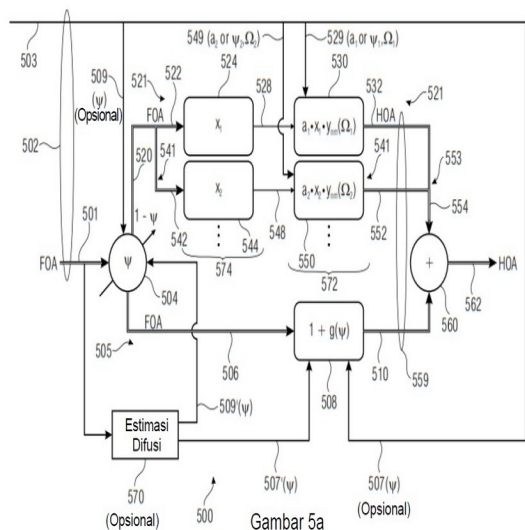 549 (a₂ or ψ₂,Ω₂)
529 (a₁ or ψ₁,Ω₁)
503
509
(ψ)
(Opsional)
521
524
530
FOA
522
528
532
521
HOA
502
X₁
a₁·x₁·yₙₘ(Ω₁)
520
541
541
553
X₂
a₂·x₂·yₙₘ(Ω₂)
501
1 - ψ
542
544
548
550
552
554
FOA
ψ
574
572
+
HOA
504
562
560
505
FOA
506
1 + g(ψ)
508
510
559
509'(ψ)
Estimasi
Difusi
570
(Opsional)
507'(ψ)
507(ψ)
(Opsional)
500
Gambar 5a